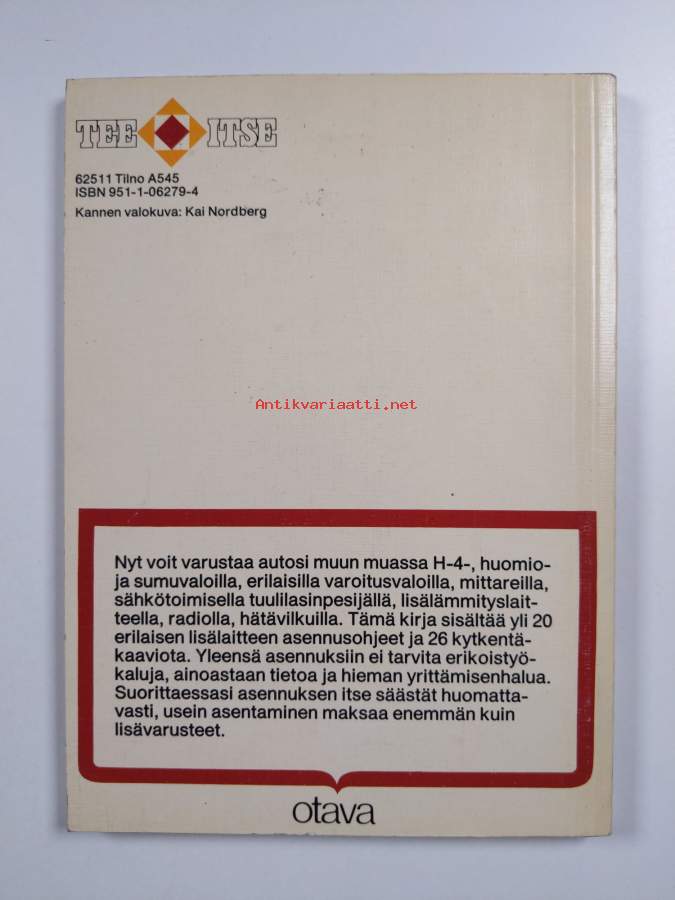 TEE ITSE
62511 Tilno A545
ISBN 951-1-06279-4
Kannen valokuva: Kai Nordberg
Antikvariaatti.net
Nyt voit varustaa autosi muun muassa H-4-, huomio-
ja sumuvaloilla, erilaisilla varoitusvaloilla, mittareilla,
sähkötoimisella tuulilasinpesijällä, lisälämmityslait-
teella, radiolla, hätävilkuilla. Tämä kirja sisältää yli 20
erilaisen lisälaitteen asennusohjeet ja 26 kytkentä-
kaaviota. Yleensä asennuksiin ei tarvita erikoistyö-
kaluja, ainoastaan tietoa ja hieman yrittämisenhalua.
Suorittaessasi asennuksen itse säästät huomatta-
vasti, usein asentaminen maksaa enemmän kuin
lisävarusteet.
otava